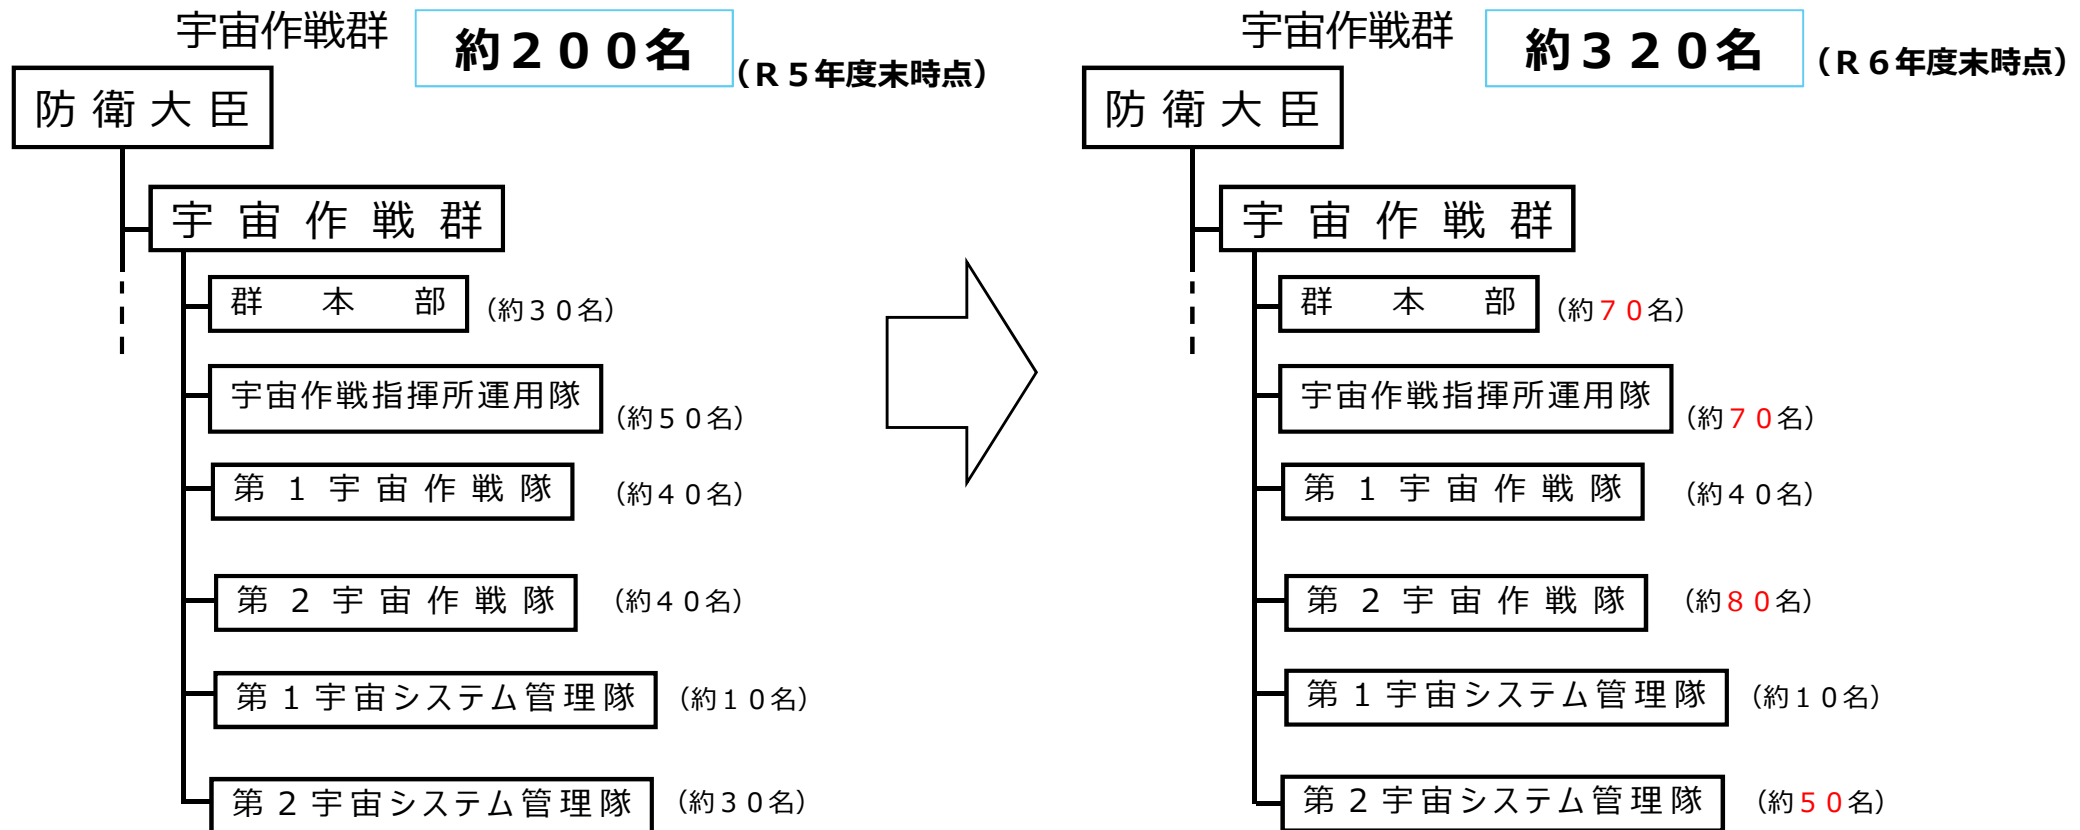 宇宙作戦群 約200名 (R5年度末時点)
防衛大臣
宇宙作戦群
群本部 (約30名)
宇宙作戦指揮所運用隊 (約50名)
第1宇宙作戦隊 (約40名)
第2宇宙作戦隊 (約40名)
第1宇宙システム管理隊 (約10名)
第2宇宙システム管理隊 (約30名)
宇宙作戦群 約320名 (R6年度末時点)
防衛大臣
宇宙作戦群
群本部 (約70名)
宇宙作戦指揮所運用隊 (約70名)
第1宇宙作戦隊 (約40名)
第2宇宙作戦隊 (約80名)
第1宇宙システム管理隊 (約10名)
第2宇宙システム管理隊 (約50名)